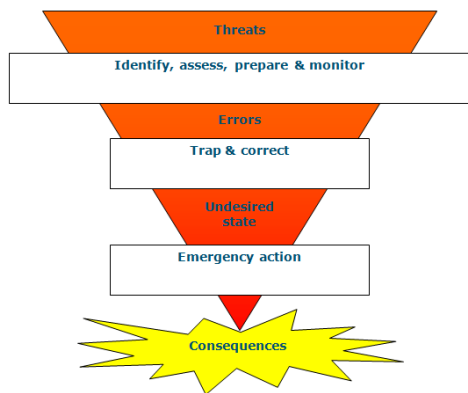 Threats
Identify, assess, prepare & monitor
Errors
Trap & correct
Undesired
state
Emergency action
Consequences